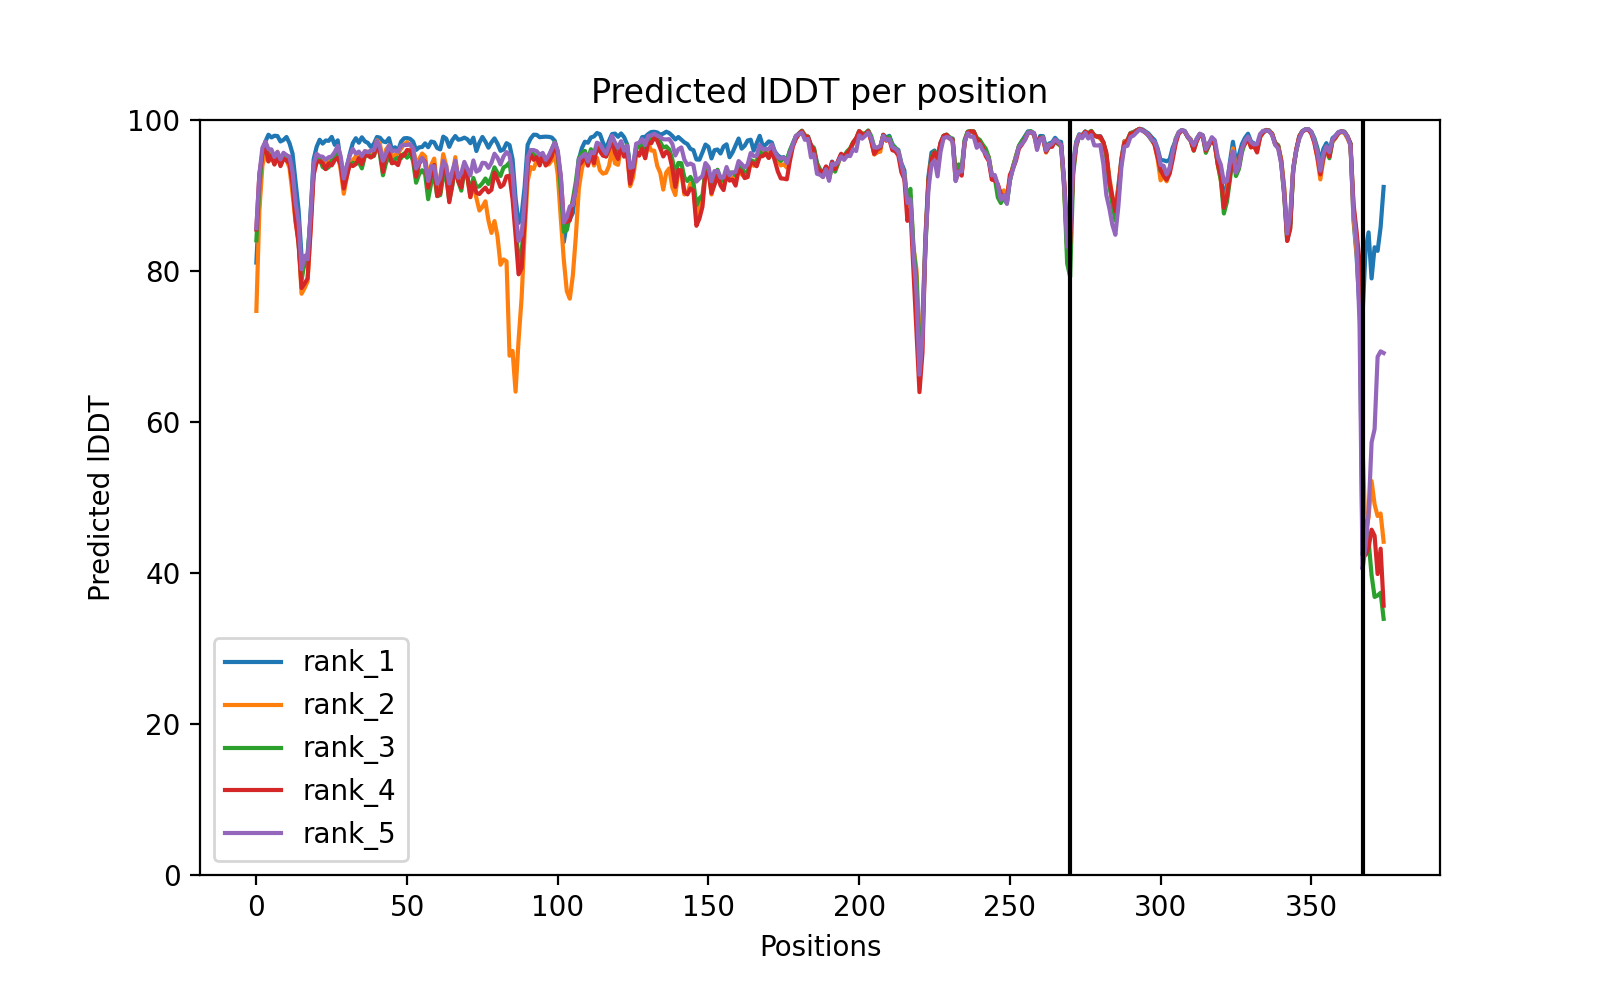 Predicted lDDT per position
100
80
60
40
20
0
Predicted lDDT
rank_1
rank_2
rank_3
rank_4
rank_5
0 50 100 150 200 250 300 350
Positions